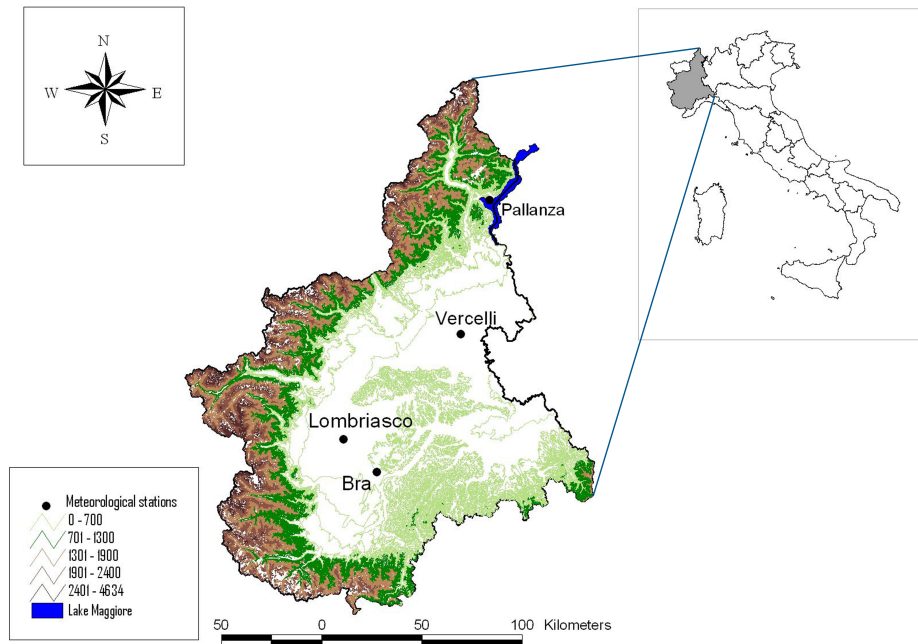 N
W E
S
Pallanza
Vercelli
Lombriasco
Bra
Meteorological stations
0 - 700
701 - 1300
1301 - 1900
1901 - 2400
2401 - 4634
Lake Maggiore
50 0 50 100 Kilometers